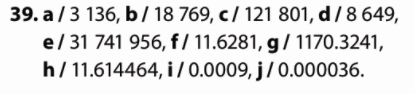 39. a / 3 136, b / 18 769, c / 121 801, d / 8 649,
e / 31 741 956, f / 11.6281, g / 1170.3241,
h / 11.614464, i / 0.0009, j / 0.000036.